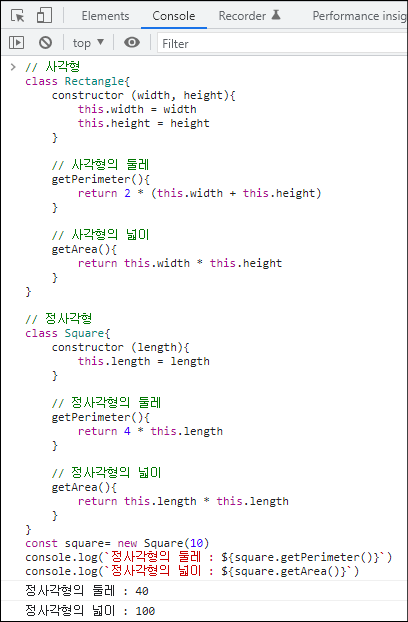 Elements Console Recorder Performance insig
top Filter
// 사각형
class Rectangle{
    constructor (width, height){
        this.width = width
        this.height = height
    }

    // 사각형의 둘레
    getPerimeter(){
        return 2 * (this.width + this.height)
    }

    // 사각형의 넓이
    getArea(){
        return this.width * this.height
    }
}

// 정사각형
class Square{
    constructor (length){
        this.length = length
    }

    // 정사각형의 둘레
    getPerimeter(){
        return 4 * this.length
    }

    // 정사각형의 넓이
    getArea(){
        return this.length * this.length
    }
}
const square= new Square(10)
console.log(`정사각형의 둘레 : ${square.getPerimeter()}`)
console.log(`정사각형의 넓이 : ${square.getArea()}`)
정사각형의 둘레 : 40
정사각형의 넓이 : 100